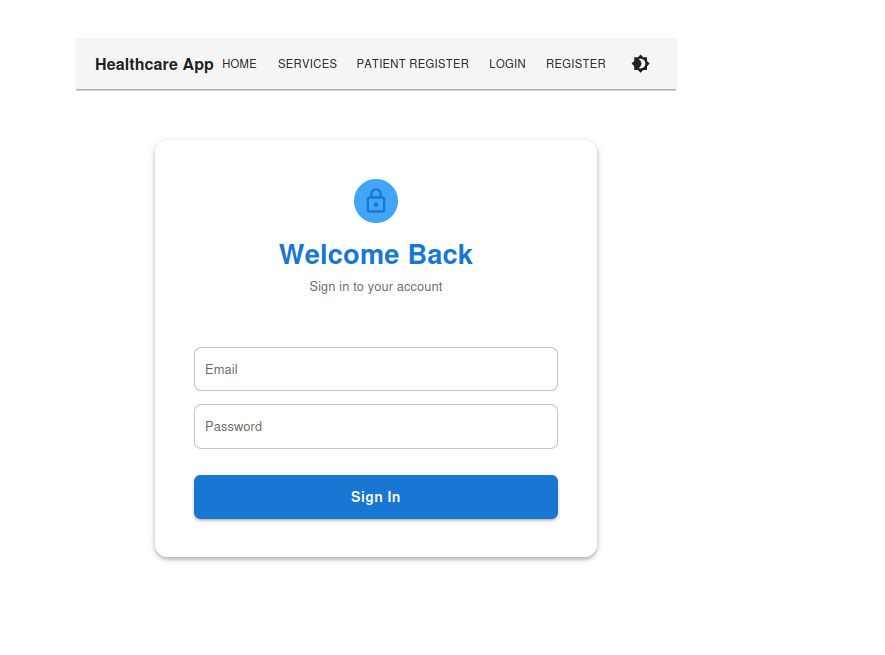 Healthcare App HOME SERVICES PATIENT REGISTER LOGIN REGISTER
Welcome Back
Sign in to your account
Email
Password
Sign In